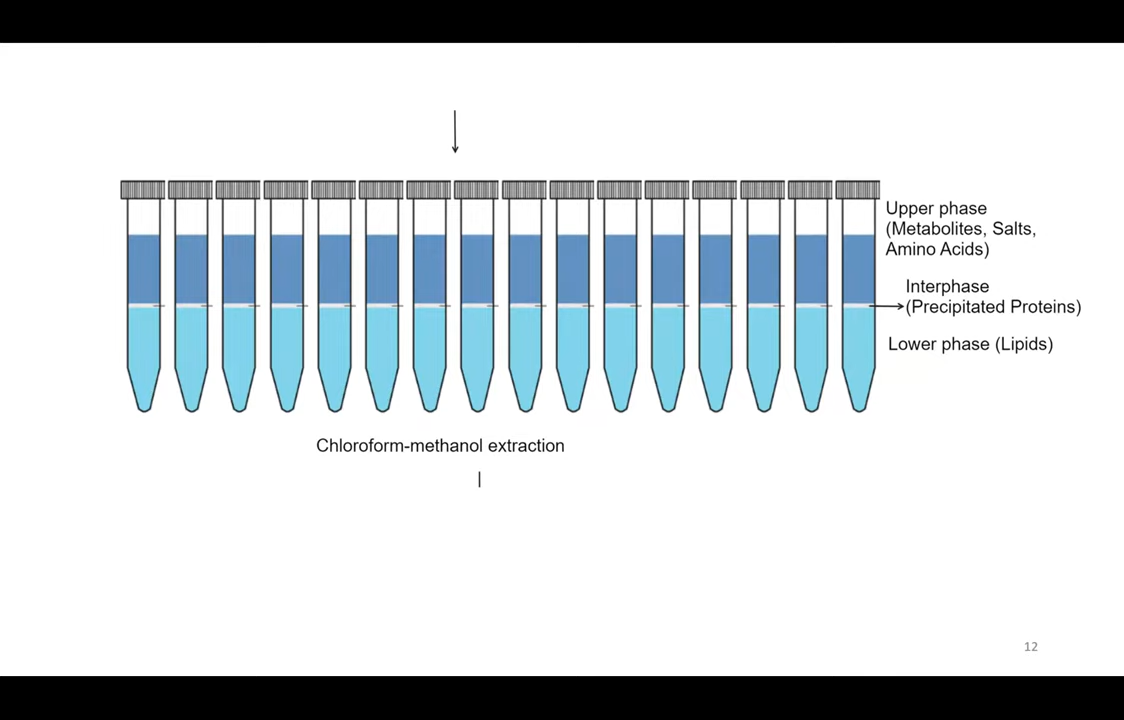 Upper phase
(Metabolites, Salts,
Amino Acids)
Interphase
(Precipitated Proteins)
Lower phase (Lipids)
Chloroform-methanol extraction
12